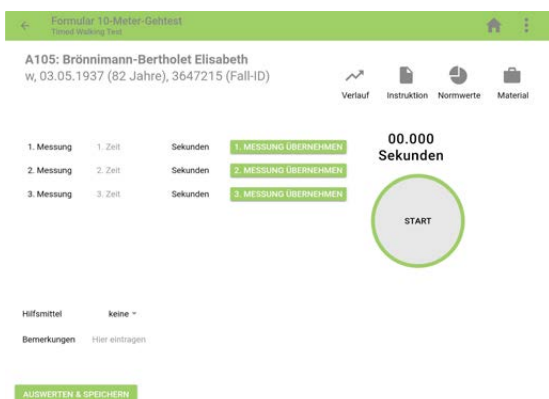 Formular 10-Meter-Gehtest
Timed Walking Test
A105: Brönnimann-Bertholet Elisabeth
w, 03.05.1937 (82 Jahre), 3647215 (Fall-ID)
Verlauf Instruktion Normwerte Material
00.000
Sekunden
1. Messung 1. Zeit Sekunden 1. MESSUNG ÜBERNEHMEN
2. Messung 2. Zeit Sekunden 2. MESSUNG ÜBERNEHMEN
3. Messung 3. Zeit Sekunden 3. MESSUNG ÜBERNEHMEN
START
Hilfsmittel keine
Bemerkungen Hier eintragen
AUSWERTEN & SPEICHERN